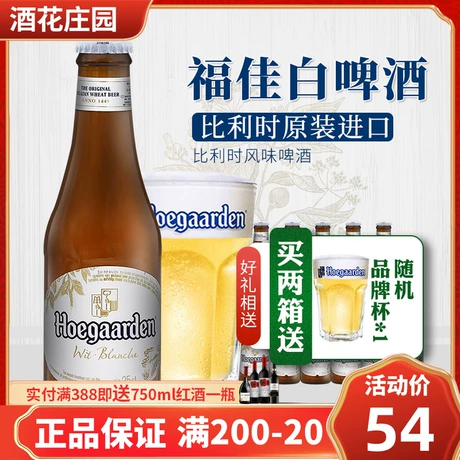 酒花庄园
福佳白啤酒
比利时原装进口
比利时风味啤酒
THE ORIGINAL
BELGIAN WHEAT BEER
ANNO 1445
Hoegaarden
Hoegaarden
Wit-Blanche
25cl
好礼相送
买两箱送
Hoegaarden
随机
品牌杯*1
实付满388即送750ml红酒一瓶
活动价
正品保证 满200-20
54